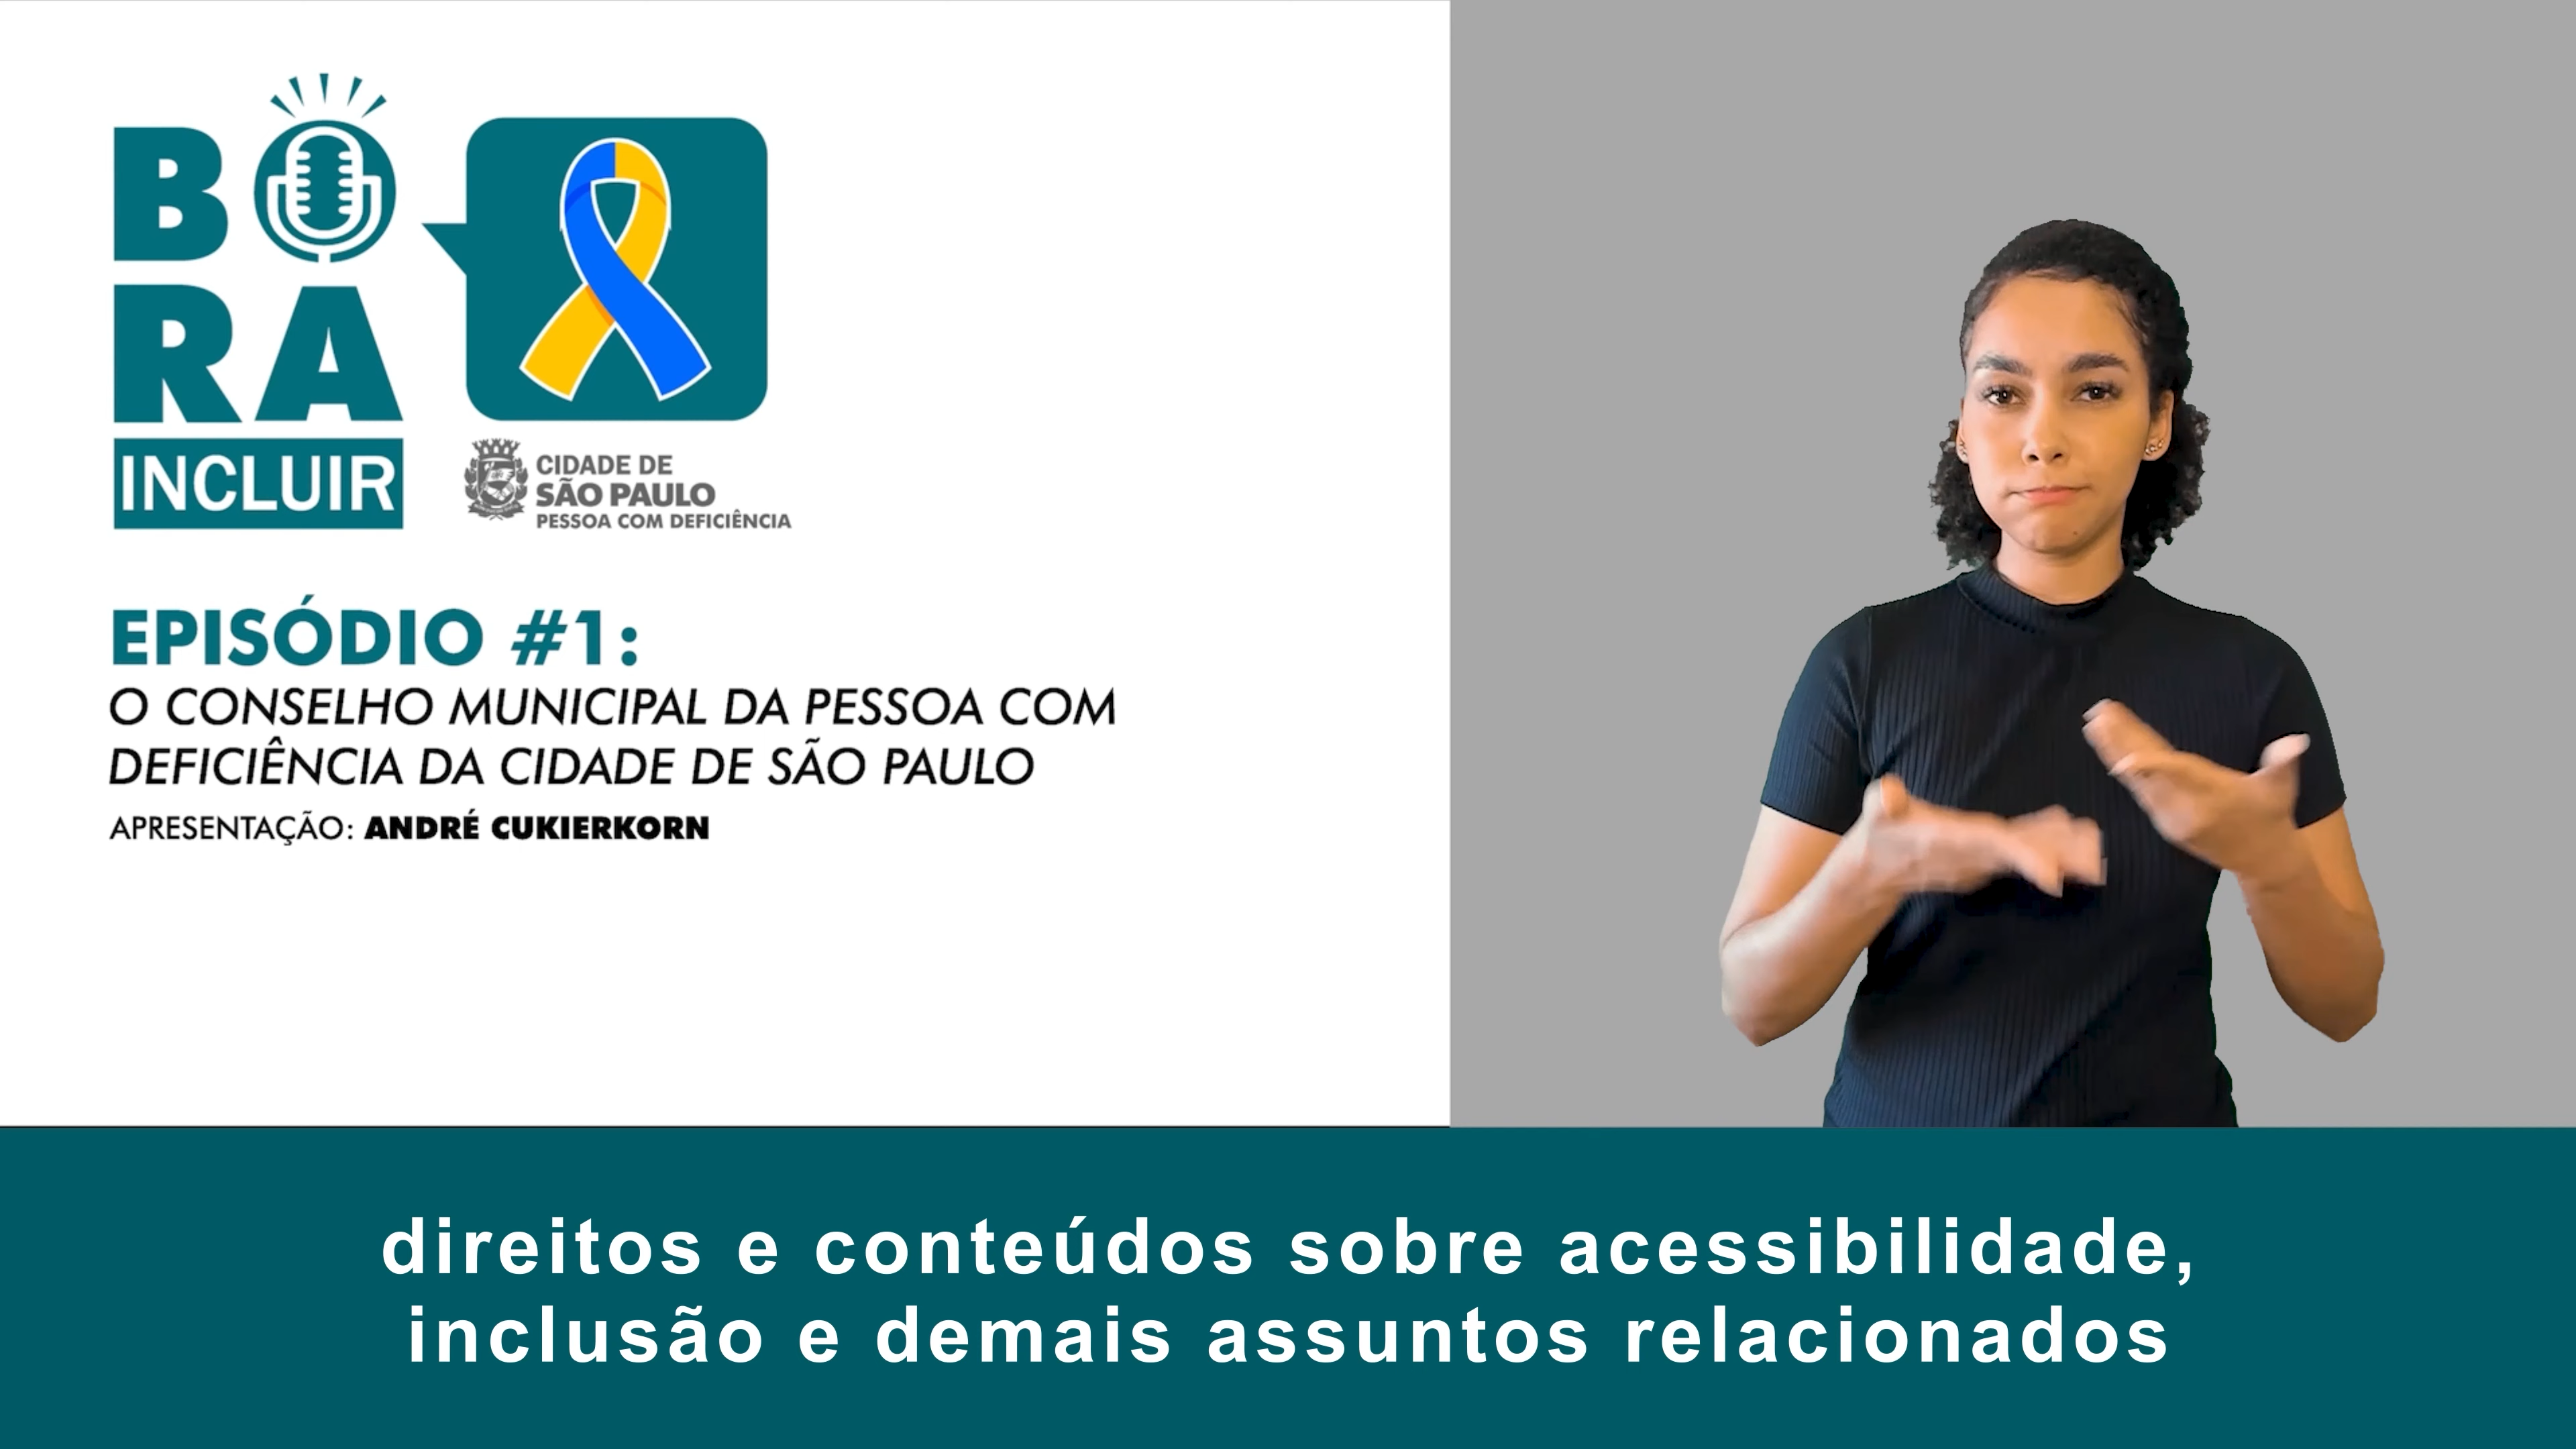 BORA
INCLUIR
CIDADE DE
SÃO PAULO
PESSOA COM DEFICIÊNCIA
EPISÓDIO #1:
O CONSELHO MUNICIPAL DA PESSOA COM
DEFICIÊNCIA DA CIDADE DE SÃO PAULO
APRESENTAÇÃO: ANDRÉ CUKIERKORN
direitos e conteúdos sobre acessibilidade,
inclusão e demais assuntos relacionados